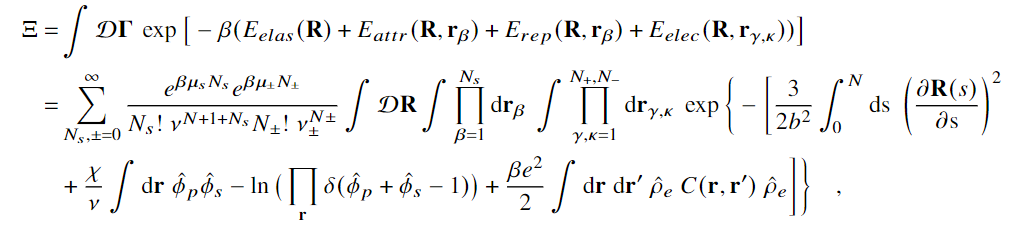 Ξ = ∫ 𝒟Γ exp [ − β(E_{elas}(R) + E_{attr}(R, r_β) + E_{rep}(R, r_β) + E_{elec}(R, r_{γ,κ}))]
= ∑_{N_s,±=0}^{∞} \frac{e^{βμ_s N_s} e^{βμ_± N_±}}{N_s! ν^{N+1+N_s} N_±! ν_±^{N_±}} ∫ 𝒟R ∫ ∏_{β=1}^{N_s} dr_β ∫ ∏_{γ,κ=1}^{N_+,N_−} dr_{γ,κ} exp { − [ \frac{3}{2b^2} ∫_0^N ds ( \frac{∂R(s)}{∂s} )^2
+ \frac{χ}{ν} ∫ dr \hat{ϕ}_p \hat{ϕ}_s − ln ( ∏_r δ(\hat{ϕ}_p + \hat{ϕ}_s − 1)) + \frac{βe^2}{2} ∫ dr dr′ \hat{ρ}_e C(r, r′) \hat{ρ}_e ] } ,